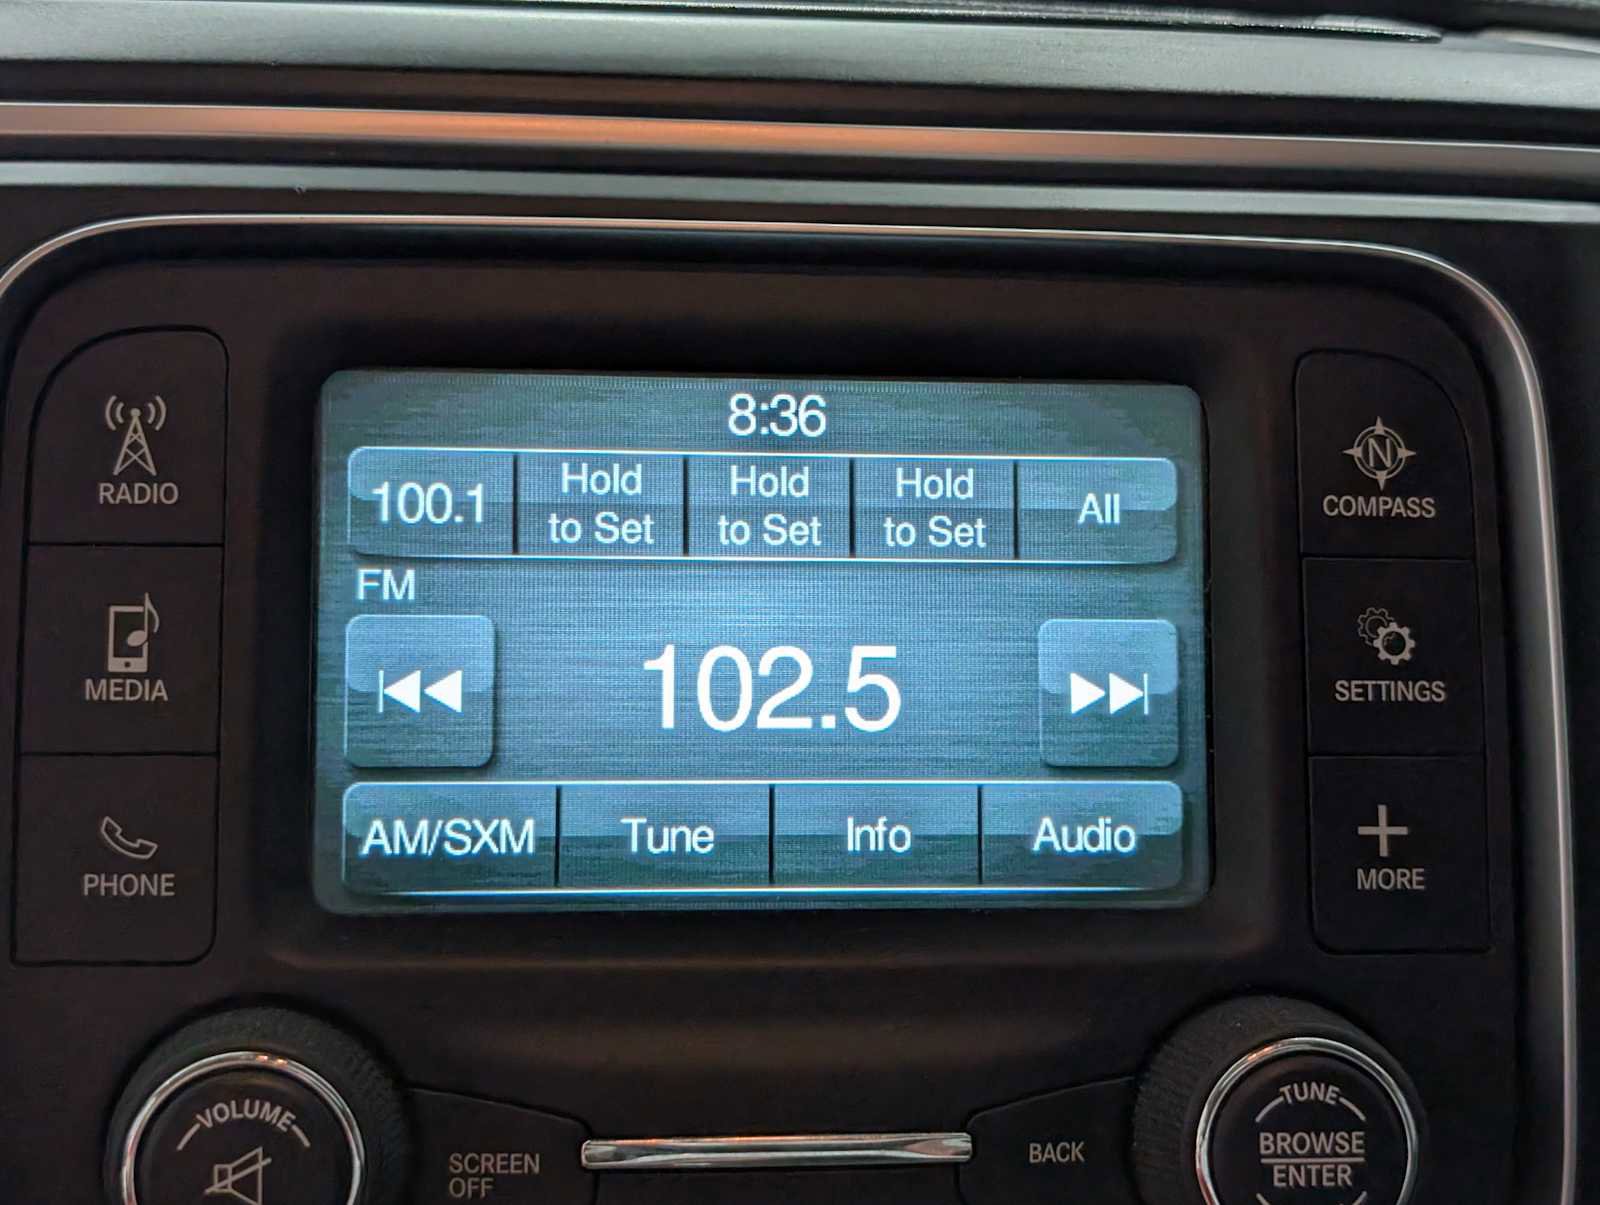 8:36
100.1
Hold
to Set
Hold
to Set
Hold
to Set
All
FM
102.5
AM/SXM
Tune
Info
Audio
RADIO
MEDIA
PHONE
N
COMPASS
SETTINGS
MORE
VOLUME
SCREEN
OFF
BACK
TUNE
BROWSE
ENTER